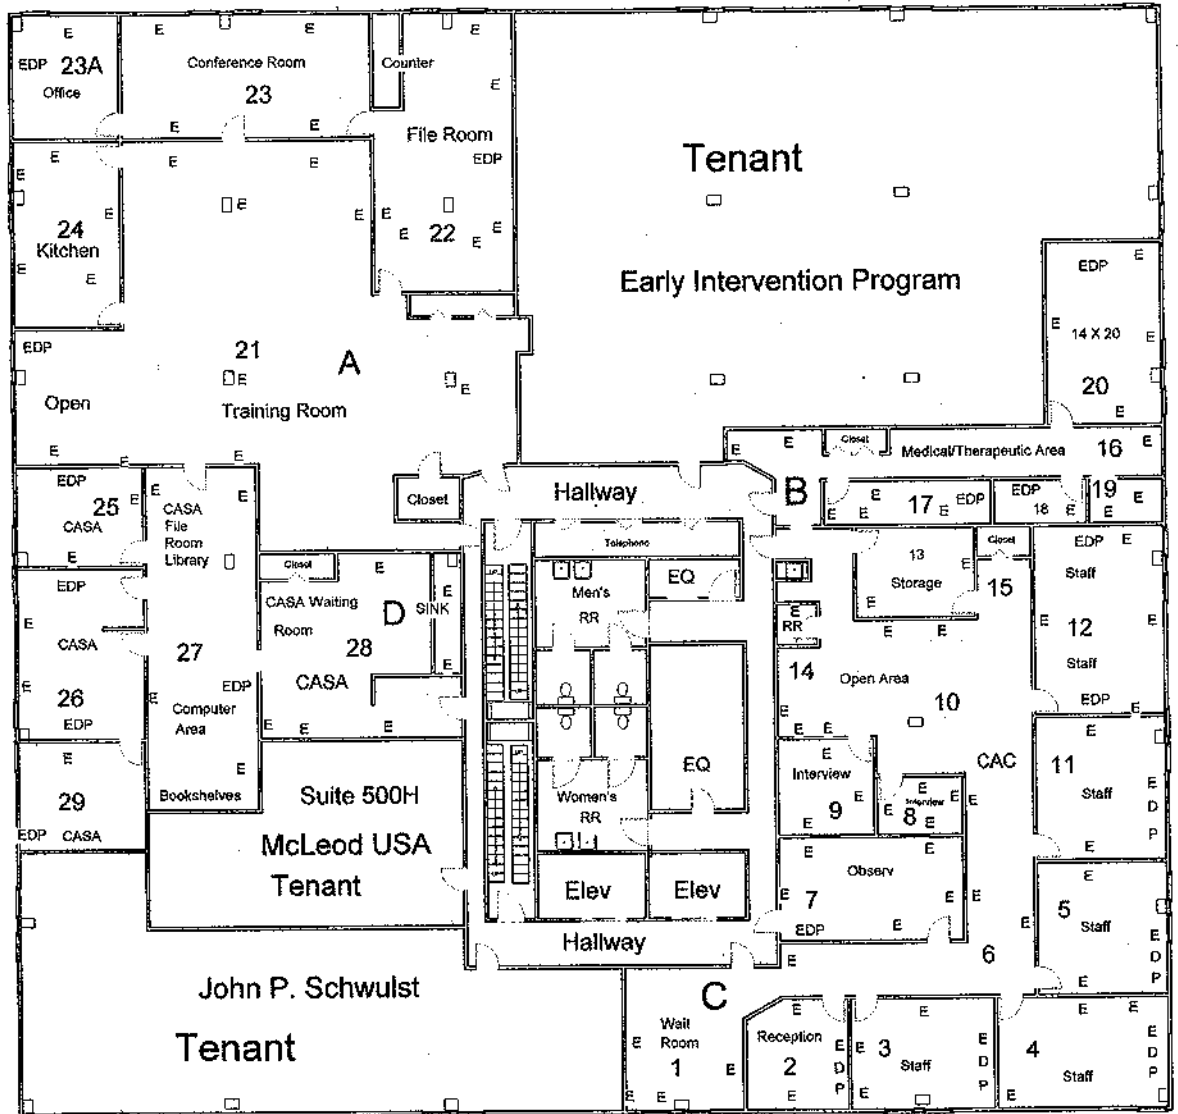 E
E
E
E
EDP 23A
Office
Conference Room
23
Counter
E
E
E
File Room
EDP
E
E
E
E
22
E
E
E
E
E
E
E
E
24
Kitchen
E
E
E
E
Tenant
Early Intervention Program
EDP
E
E
14 X 20
E
20
E
EDP
21
A
E
E
Open
Training Room
E
E
E
E
E
Closet
Medical/Therapeutic Area
16
E
EDP
25
E
CASA
E
CASA
File
Room
Library
E
Closet
Hallway
B
E
E
17
EDP
E
EDP
18
E
19
E
Telephone
EDP
E
CASA
E
26
EDP
27
EDP
E
Computer
Area
E
Bookshelves
Closet
E
CASA Waiting
Room
D
28
CASA
E
SINK
E
E
E
E
Men's
RR
EQ
EQ
Women's
RR
Elev
Elev
13
Storage
E
Closet
15
EDP
E
Staff
E
12
E
Staff
EDP
E
E
RR
E
E
14
Open Area
10
E
E
E
CAC
Interview
E
9
E
E
Interview
E
8
E
E
E
E
11
E
Staff
E
D
P
E
E
29
EDP
CASA
Suite 500H
McLeod USA
Tenant
E
E
Observ
E
7
E
EDP
E
E
E
E
5
Staff
E
D
P
E
Hallway
E
6
John P. Schwulst
Tenant
C
Wait
Room
E
1
E
E
E
E
Reception
2
E
D
P
E
E
E
3
Staff
E
E
D
P
E
E
4
Staff
E
E
D
P
E